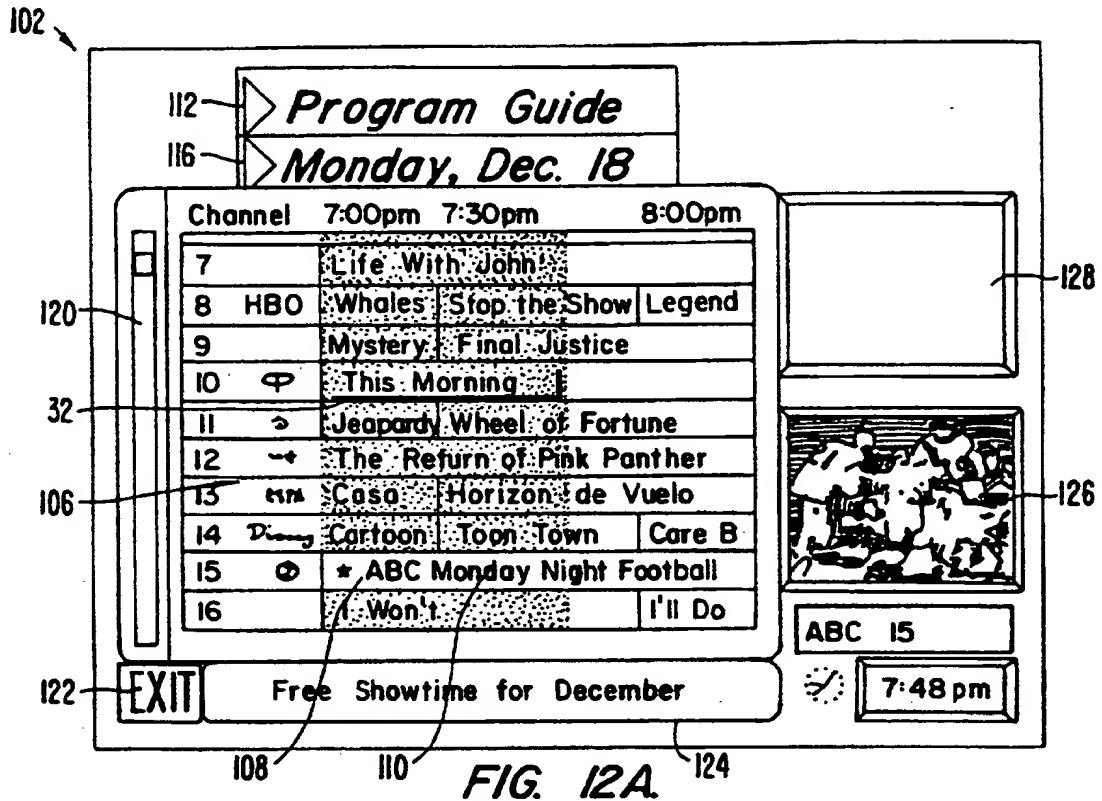 102
112 Program Guide
116 Monday, Dec. 18
Channel 7:00pm 7:30pm 8:00pm
7 Life With John
8 HBO Whales Stop the Show Legend
9 Mystery Final Justice
10 This Morning
11 Jeapardy Wheel of Fortune
12 The Return of Pink Panther
13 Casa Horizon de Vuelo
14 Disney Cartoon Toon Town Care B
15 ★ ABC Monday Night Football
16 I Won't I'll Do
120
32
106
128
126
ABC 15
7:48 pm
122 EXIT Free Showtime for December
108 110 124
FIG. 12A.